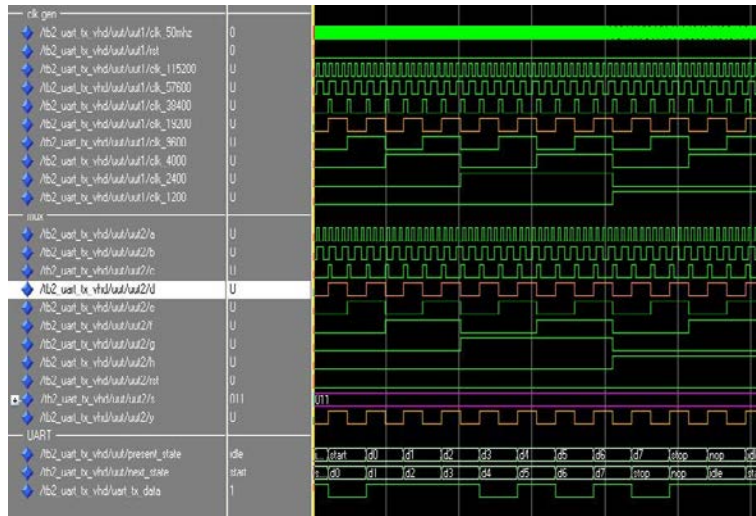 clk gen
/tb2_uart_tx_vhd/uut/uut1/clk_50mhz 0
/tb2_uart_tx_vhd/uut/uut1/rst 0
/tb2_uart_tx_vhd/uut/uut1/clk_115200 U
/tb2_uart_tx_vhd/uut/uut1/clk_57600 U
/tb2_uart_tx_vhd/uut/uut1/clk_38400 U
/tb2_uart_tx_vhd/uut/uut1/clk_19200 U
/tb2_uart_tx_vhd/uut/uut1/clk_9600 U
/tb2_uart_tx_vhd/uut/uut1/clk_4000 U
/tb2_uart_tx_vhd/uut/uut1/clk_2400 U
/tb2_uart_tx_vhd/uut/uut1/clk_1200 U
mux
/tb2_uart_tx_vhd/uut/uut2/a U
/tb2_uart_tx_vhd/uut/uut2/b U
/tb2_uart_tx_vhd/uut/uut2/c U
/tb2_uart_tx_vhd/uut/uut2/d U
/tb2_uart_tx_vhd/uut/uut2/e U
/tb2_uart_tx_vhd/uut/uut2/f U
/tb2_uart_tx_vhd/uut/uut2/g U
/tb2_uart_tx_vhd/uut/uut2/h U
/tb2_uart_tx_vhd/uut/uut2/rst 0
/tb2_uart_tx_vhd/uut/uut2/s 011 011
/tb2_uart_tx_vhd/uut/uut2/y U
UART
/tb2_uart_tx_vhd/uut/present_state idle i... start d0 d1 d2 d3 d4 d5 d6 d7 stop nop idl
/tb2_uart_tx_vhd/uut/next_state start s... d0 d1 d2 d3 d4 d5 d6 d7 stop nop idle sta
/tb2_uart_tx_vhd/uart_tx_data 1